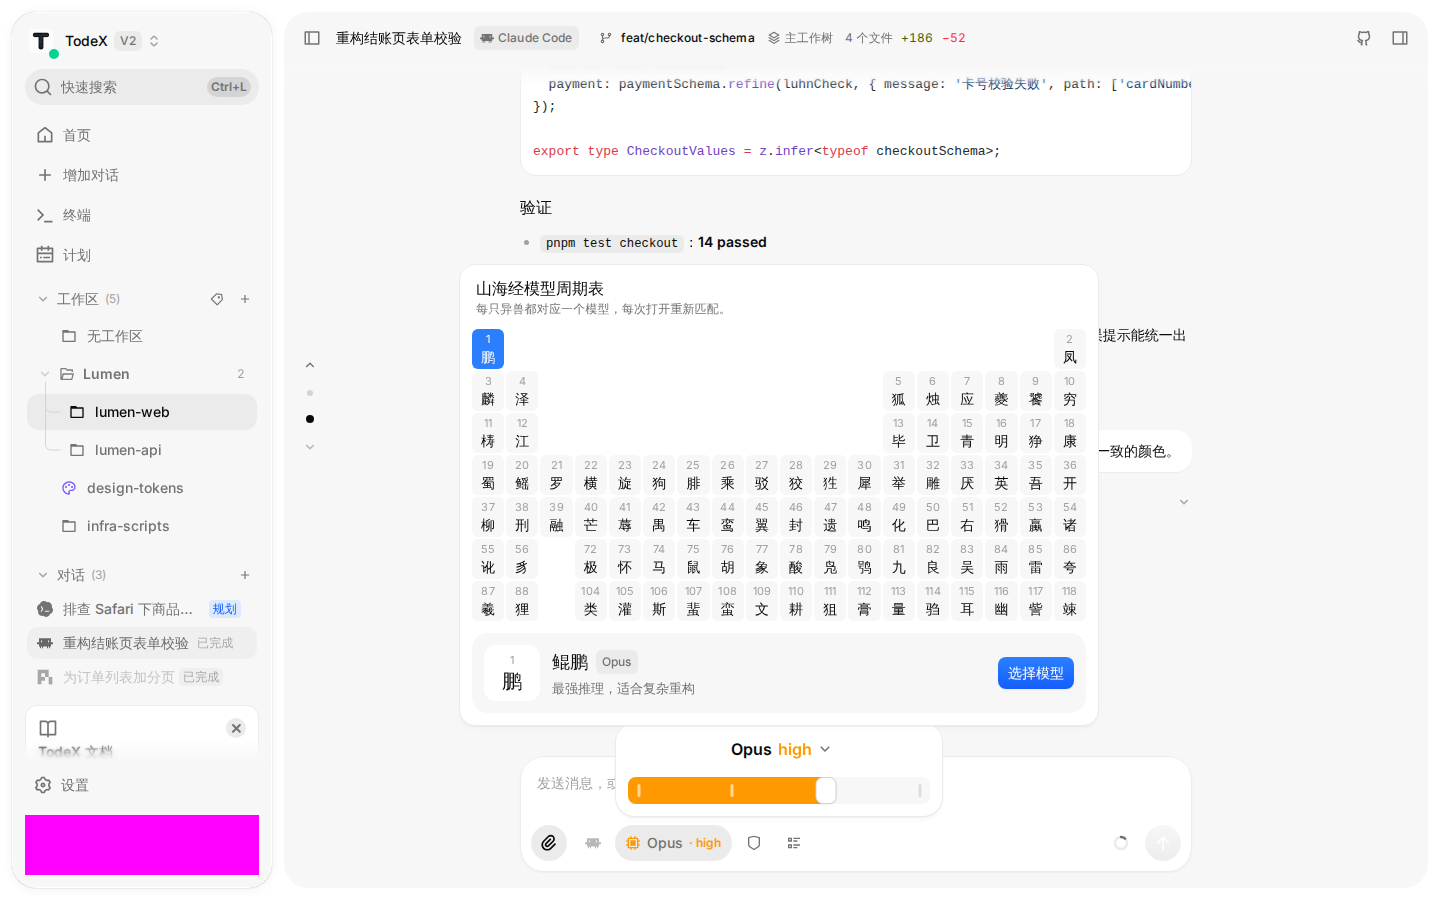 TodeX V2
快速搜索 Ctrl+L
首页
增加对话
终端
计划
工作区 (5)
无工作区
Lumen 2
lumen-web
lumen-api
design-tokens
infra-scripts
对话 (3)
排查 Safari 下商品... 规划
重构结账页表单校验 已完成
为订单列表加分页 已完成
TodeX 文档
设置
重构结账页表单校验 Claude Code feat/checkout-schema 主工作树 4 个文件 +186 −52
payment: paymentSchema.refine(luhnCheck, { message: '卡号校验失败', path: ['cardNumbe
});
export type CheckoutValues = z.infer<typeof checkoutSchema>;
验证
pnpm test checkout : 14 passed
提示能统一出
一致的颜色。
山海经模型周期表
每只异兽都对应一个模型，每次打开重新匹配。
1 2
鹏 凤
3 4 5 6 7 8 9 10
麟 泽 狐 烛 应 夔 饕 穷
11 12 13 14 15 16 17 18
梼 江 毕 卫 青 明 狰 康
19 20 21 22 23 24 25 26 27 28 29 30 31 32 33 34 35 36
蜀 鳐 罗 横 旋 狗 腓 乘 驳 狡 狌 犀 举 雕 厌 英 吾 开
37 38 39 40 41 42 43 44 45 46 47 48 49 50 51 52 53 54
柳 刑 融 芒 蓐 禺 车 鸾 翼 封 遗 鸣 化 巴 右 猾 蠃 诸
55 56 72 73 74 75 76 77 78 79 80 81 82 83 84 85 86
讹 豸 极 怀 马 鼠 胡 象 酸 凫 鸮 九 良 吴 雨 雷 夸
87 88 104 105 106 107 108 109 110 111 112 113 114 115 116 117 118
羲 狸 类 灌 斯 蜚 蛮 文 耕 狙 膏 量 驺 耳 幽 訾 竦
1
鹏
鲲鹏 Opus
最强推理，适合复杂重构
选择模型
Opus high
发送消息，
Opus · high